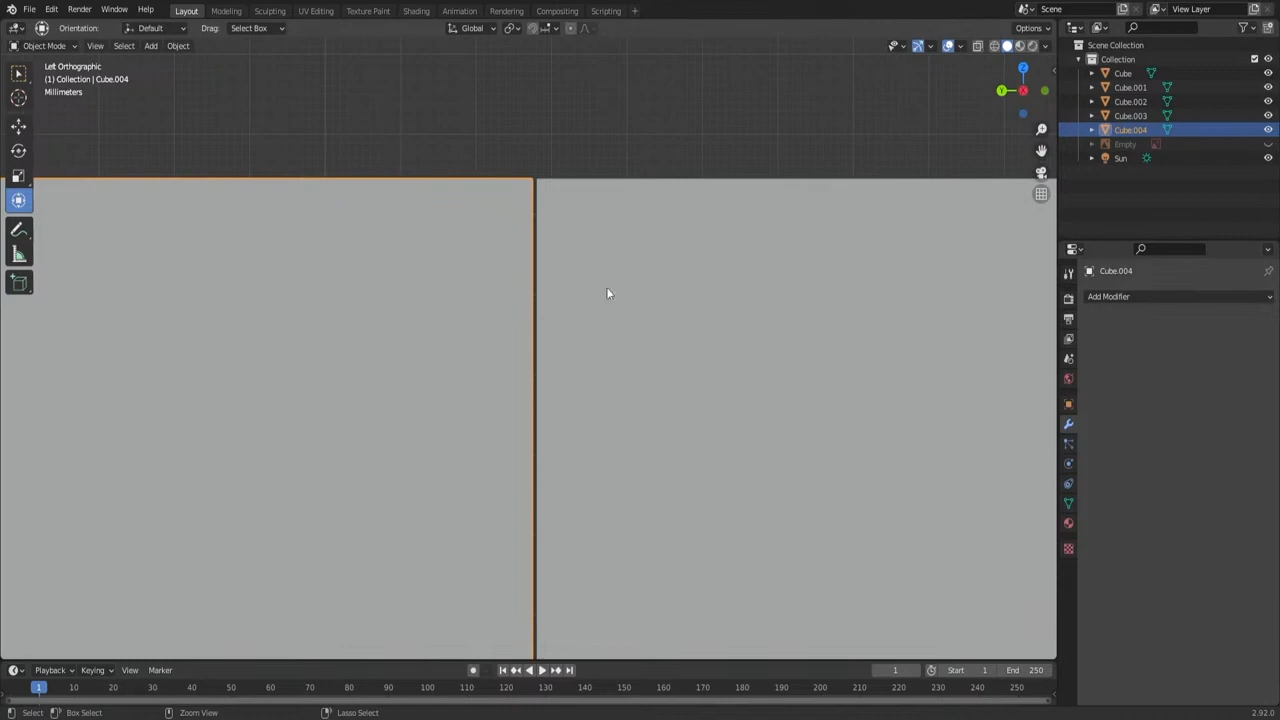 File Edit Render Window Help Layout Modeling Sculpting UV Editing Texture Paint Shading Animation Rendering Compositing Scripting + Scene View Layer
Orientation: Default Drag: Select Box Global Options
Object Mode View Select Add Object
Left Orthographic
(1) Collection | Cube.004
Millimeters
Z
Y
X
Scene Collection
Collection
Cube
Cube.001
Cube.002
Cube.003
Cube.004
Empty
Sun
Cube.004
Add Modifier
Playback Keying View Marker 1 Start 1 End 250
1 10 20 30 40 50 60 70 80 90 100 110 120 130 140 150 160 170 180 190 200 210 220 230 240 250
Select Box Select Zoom View Lasso Select 2.92.0